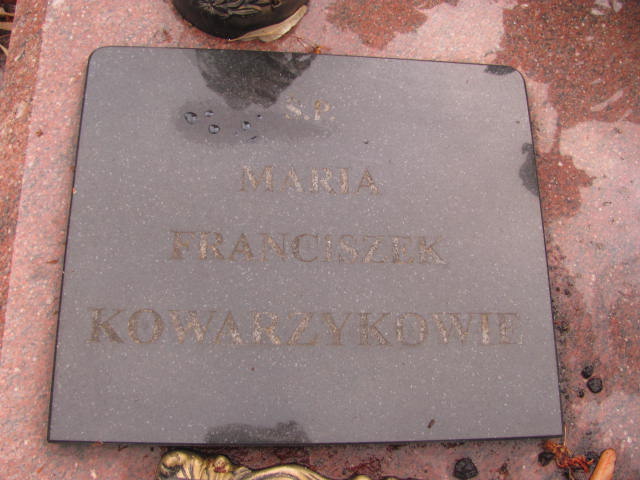 Ś.P.
MARIA
FRANCISZEK
KOWARZYKOWIE